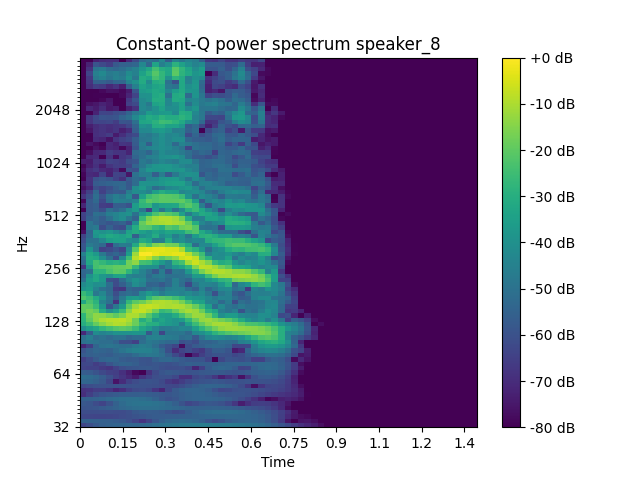 Constant-Q power spectrum speaker_8
Hz
2048
1024
512
256
128
64
32
0 0.15 0.3 0.45 0.6 0.75 0.9 1.1 1.2 1.4
Time
+0 dB
-10 dB
-20 dB
-30 dB
-40 dB
-50 dB
-60 dB
-70 dB
-80 dB